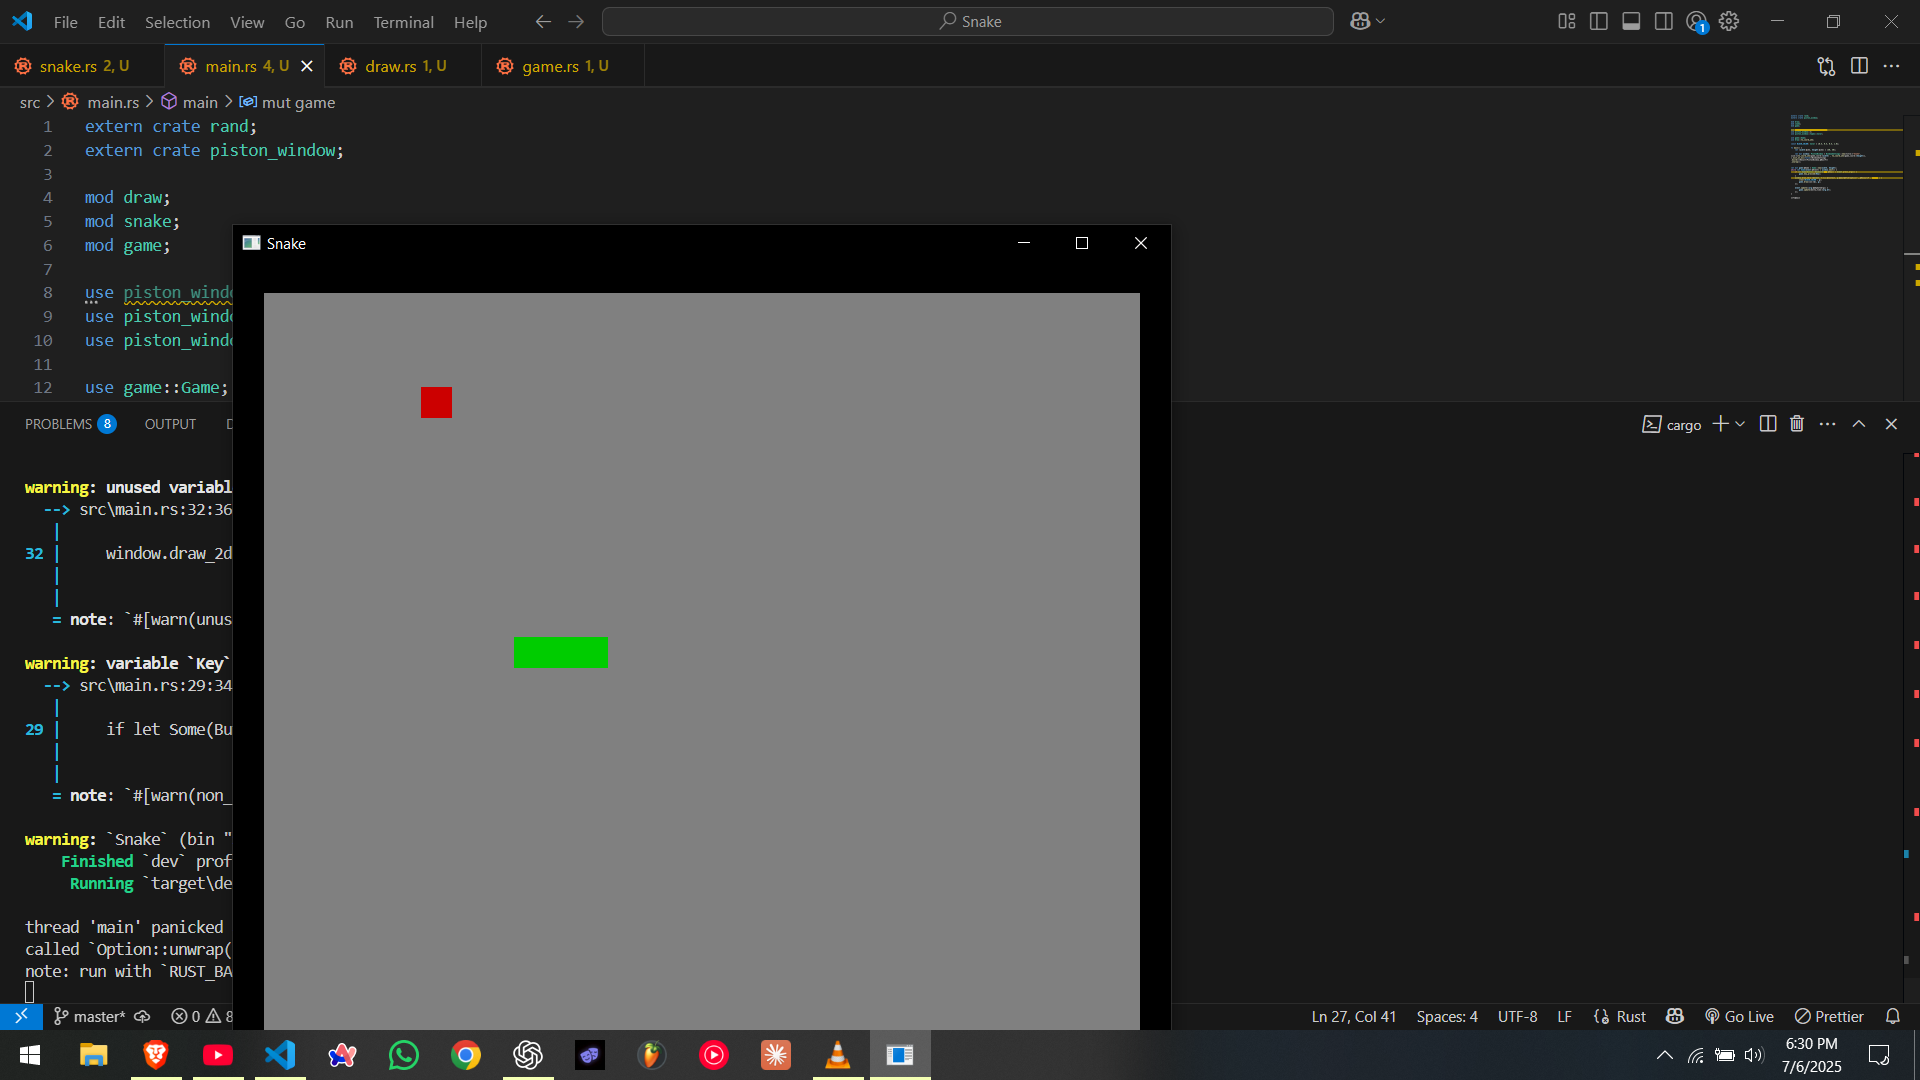 File Edit Selection View Go Run Terminal Help
Snake
1
snake.rs 2, U
main.rs 4, U
draw.rs 1, U
game.rs 1, U
src > main.rs > main > mut game
1 extern crate rand;
2 extern crate piston_window;
3
4 mod draw;
5 mod snake;
6 mod game;
7
8 use piston_windo
9 use piston_windo
10 use piston_windo
11
12 use game::Game;
Snake
PROBLEMS 8 OUTPUT D
cargo
warning: unused variabl
--> src\main.rs:32:36
|
32 | window.draw_2d
|
|
= note: `#[warn(unus
warning: variable `Key`
--> src\main.rs:29:34
|
29 | if let Some(Bu
|
|
= note: `#[warn(non_
warning: `Snake` (bin "
Finished `dev` prof
Running `target\de
thread 'main' panicked
called `Option::unwrap(
note: run with `RUST_BA
master* 0 8
Ln 27, Col 41 Spaces: 4 UTF-8 LF Rust Go Live Prettier
6:30 PM
7/6/2025